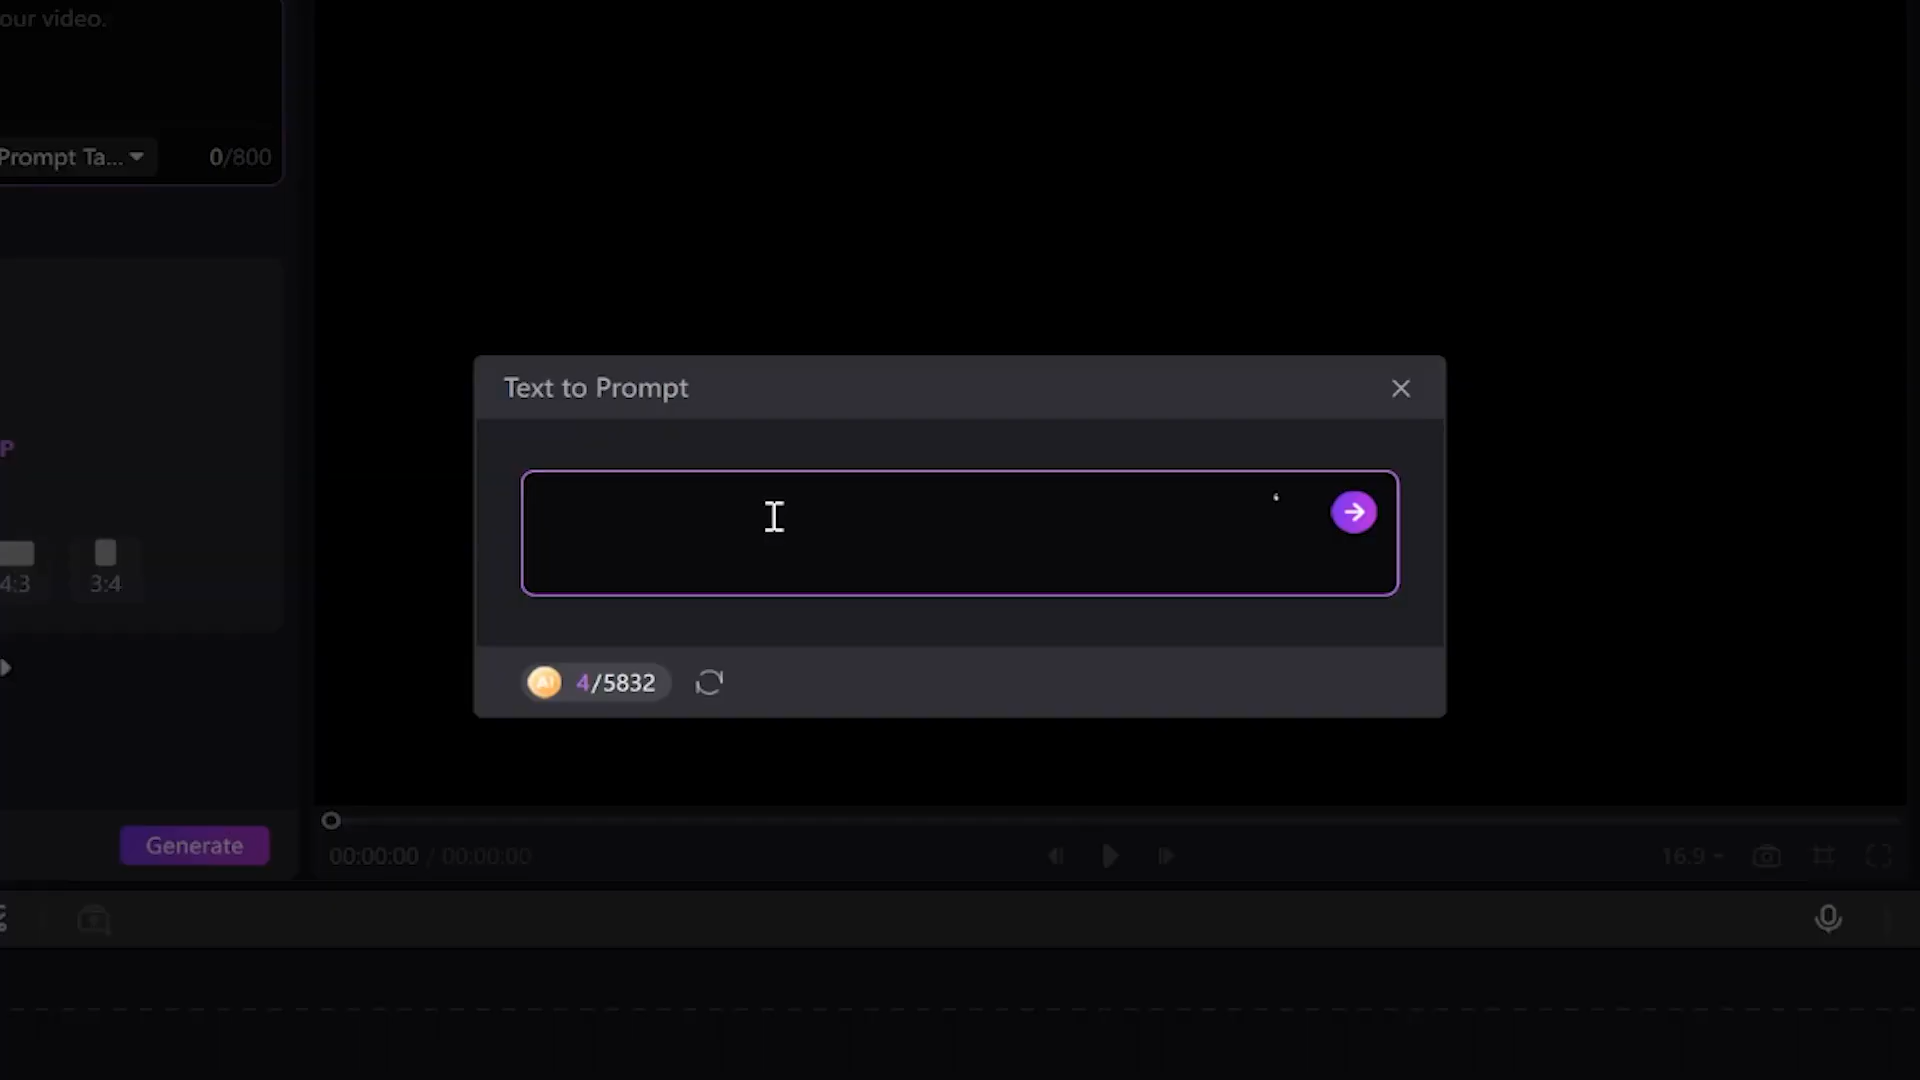 our video.
Prompt Ta...
0/800
Text to Prompt
P
4:3
3:4
AI 4/5832
Generate
00:00:00 / 00:00:00
16:9